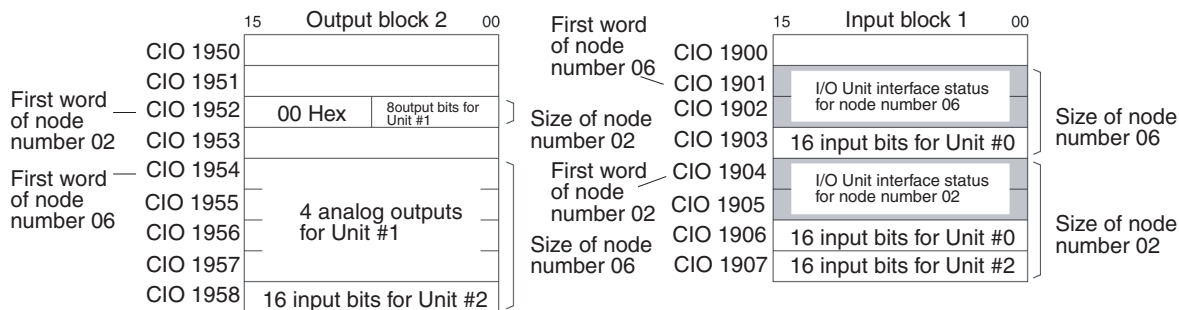 15 Output block 2 00
CIO 1950
CIO 1951
CIO 1952
CIO 1953
CIO 1954
CIO 1955
CIO 1956
CIO 1957
CIO 1958
First word
of node
number 02
First word
of node
number 06
00 Hex
8output bits for
Unit #1
4 analog outputs
for Unit #1
16 input bits for Unit #2
Size of node
number 02
Size of node
number 06
15 Input block 1 00
First word
of node
number 06
First word
of node
number 02
CIO 1900
CIO 1901
CIO 1902
CIO 1903
CIO 1904
CIO 1905
CIO 1906
CIO 1907
I/O Unit interface status
for node number 06
16 input bits for Unit #0
I/O Unit interface status
for node number 02
16 input bits for Unit #0
16 input bits for Unit #2
Size of node
number 06
Size of node
number 02